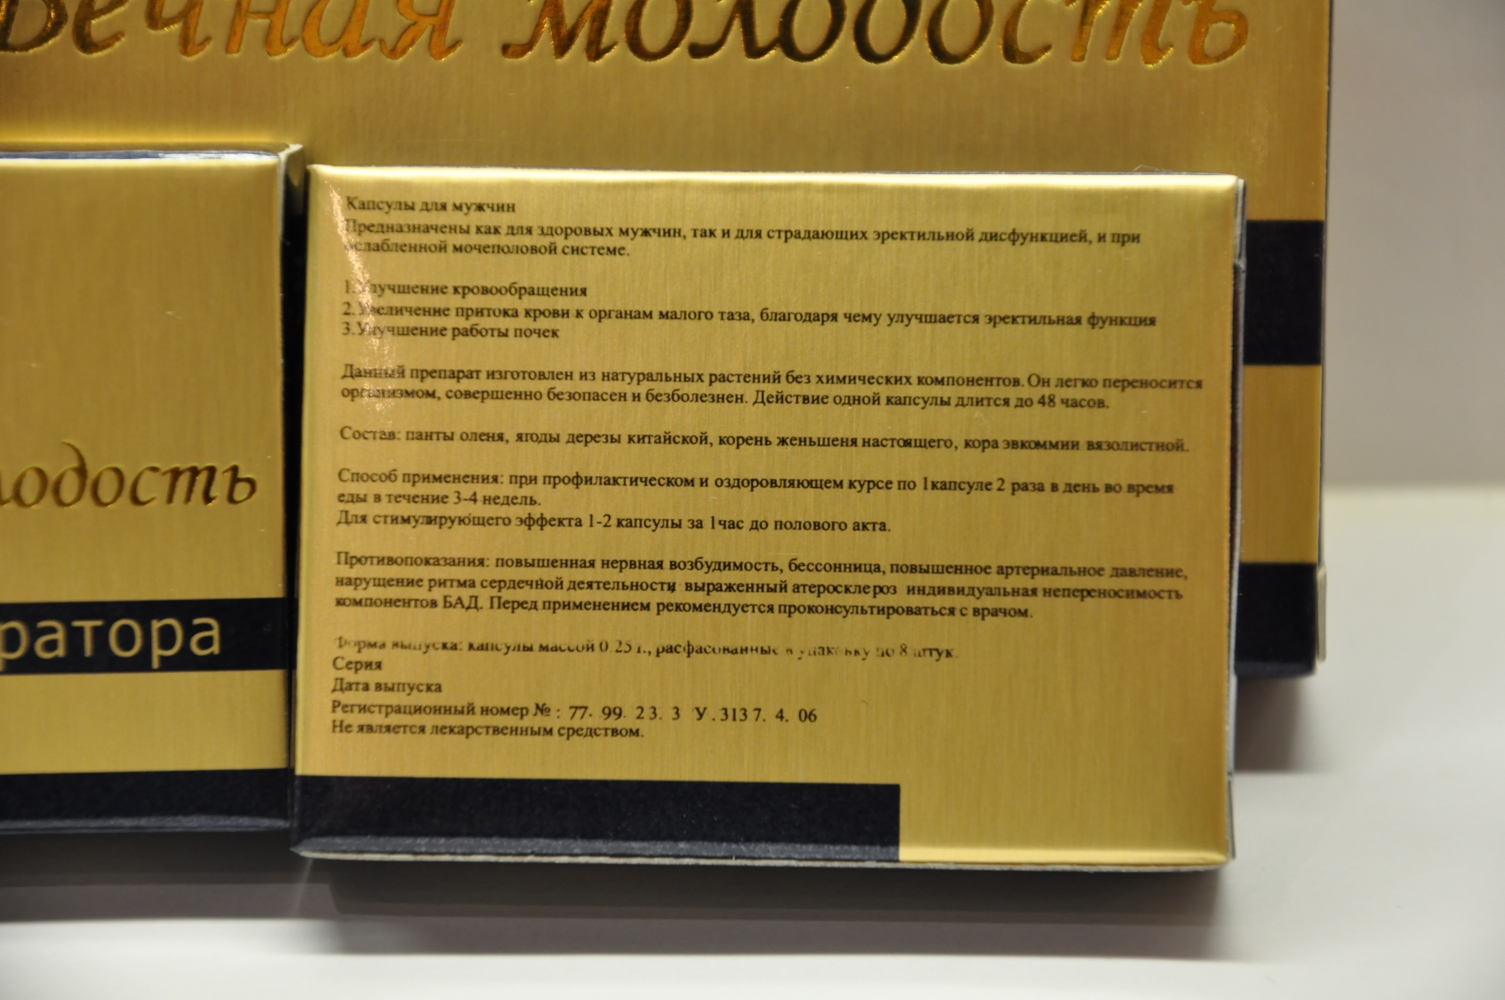 Вечная молодость
лодость
ратора
Капсулы для мужчин
Предназначены как для здоровых мужчин, так и для страдающих эректильной дисфункцией, и при
ослабленной мочеполовой системе.
1.Улучшение кровообращения
2.Увеличение притока крови к органам малого таза, благодаря чему улучшается эректильная функция
3.Улучшение работы почек
Данный препарат изготовлен из натуральных растений без химических компонентов. Он легко переносится
организмом, совершенно безопасен и безболезнен. Действие одной капсулы длится до 48 часов.
Состав: панты оленя, ягоды дерезы китайской, корень женьшеня настоящего, кора эвкоммии вязолистной.
Способ применения: при профилактическом и оздоровляющем курсе по 1капсуле 2 раза в день во время
еды в течение 3-4 недель.
Для стимулирующего эффекта 1-2 капсулы за 1час до полового акта.
Противопоказания: повышенная нервная возбудимость, бессонница, повышенное артериальное давление,
нарущение ритма сердечной деятельности выраженный атеросклероз индивидуальная непереносимость
компонентов БАД. Перед применением рекомендуется проконсультироваться с врачом.
Форма выпуска: капсулы массой 0.25 г., расфасованные в упаковку по 8 штук.
Серия
Дата выпуска
Регистрационный номер № : 77. 99. 23. 3 У. 3137. 4. 06
Не является лекарственным средством.